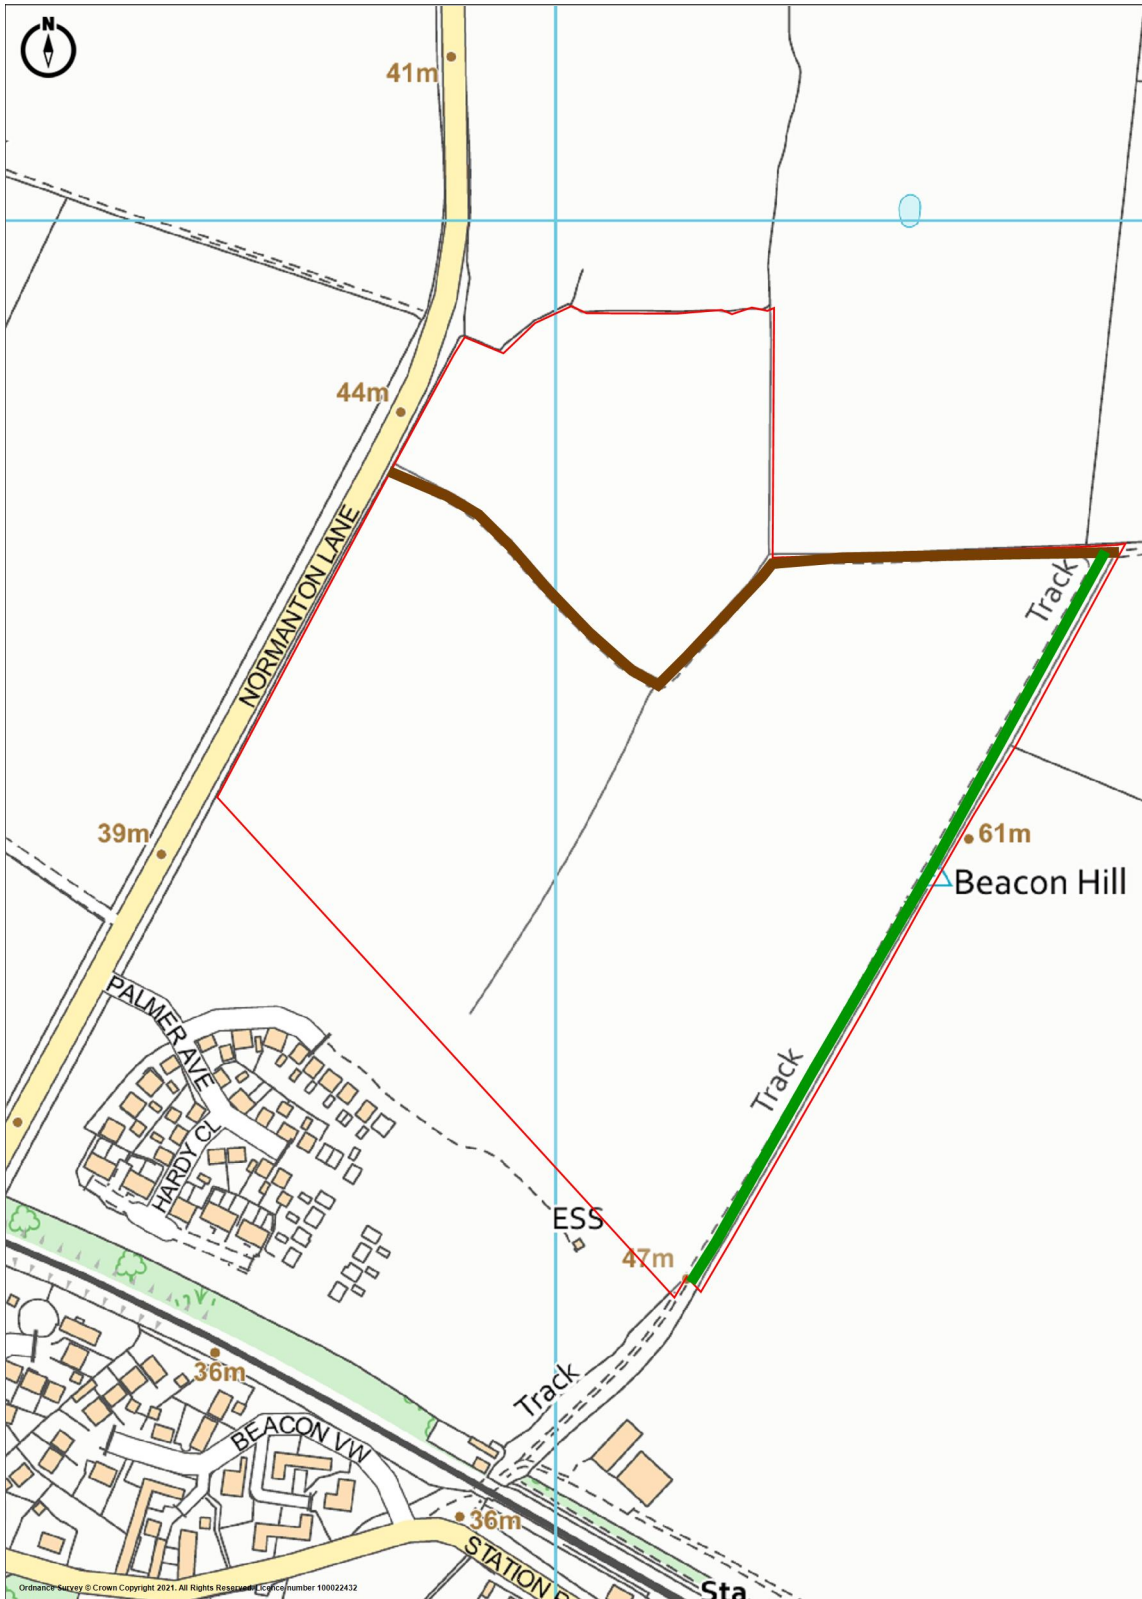 N
41m
44m
NORMANTON LANE
Track
39m
61m
Beacon Hill
PALMER AVE
Track
HARDY CL
ESS
47m
36m
Track
BEACON VW
36m
STATION R
Sta
Ordnance Survey © Crown Copyright 2021. All Rights Reserved. Licence number 100022432